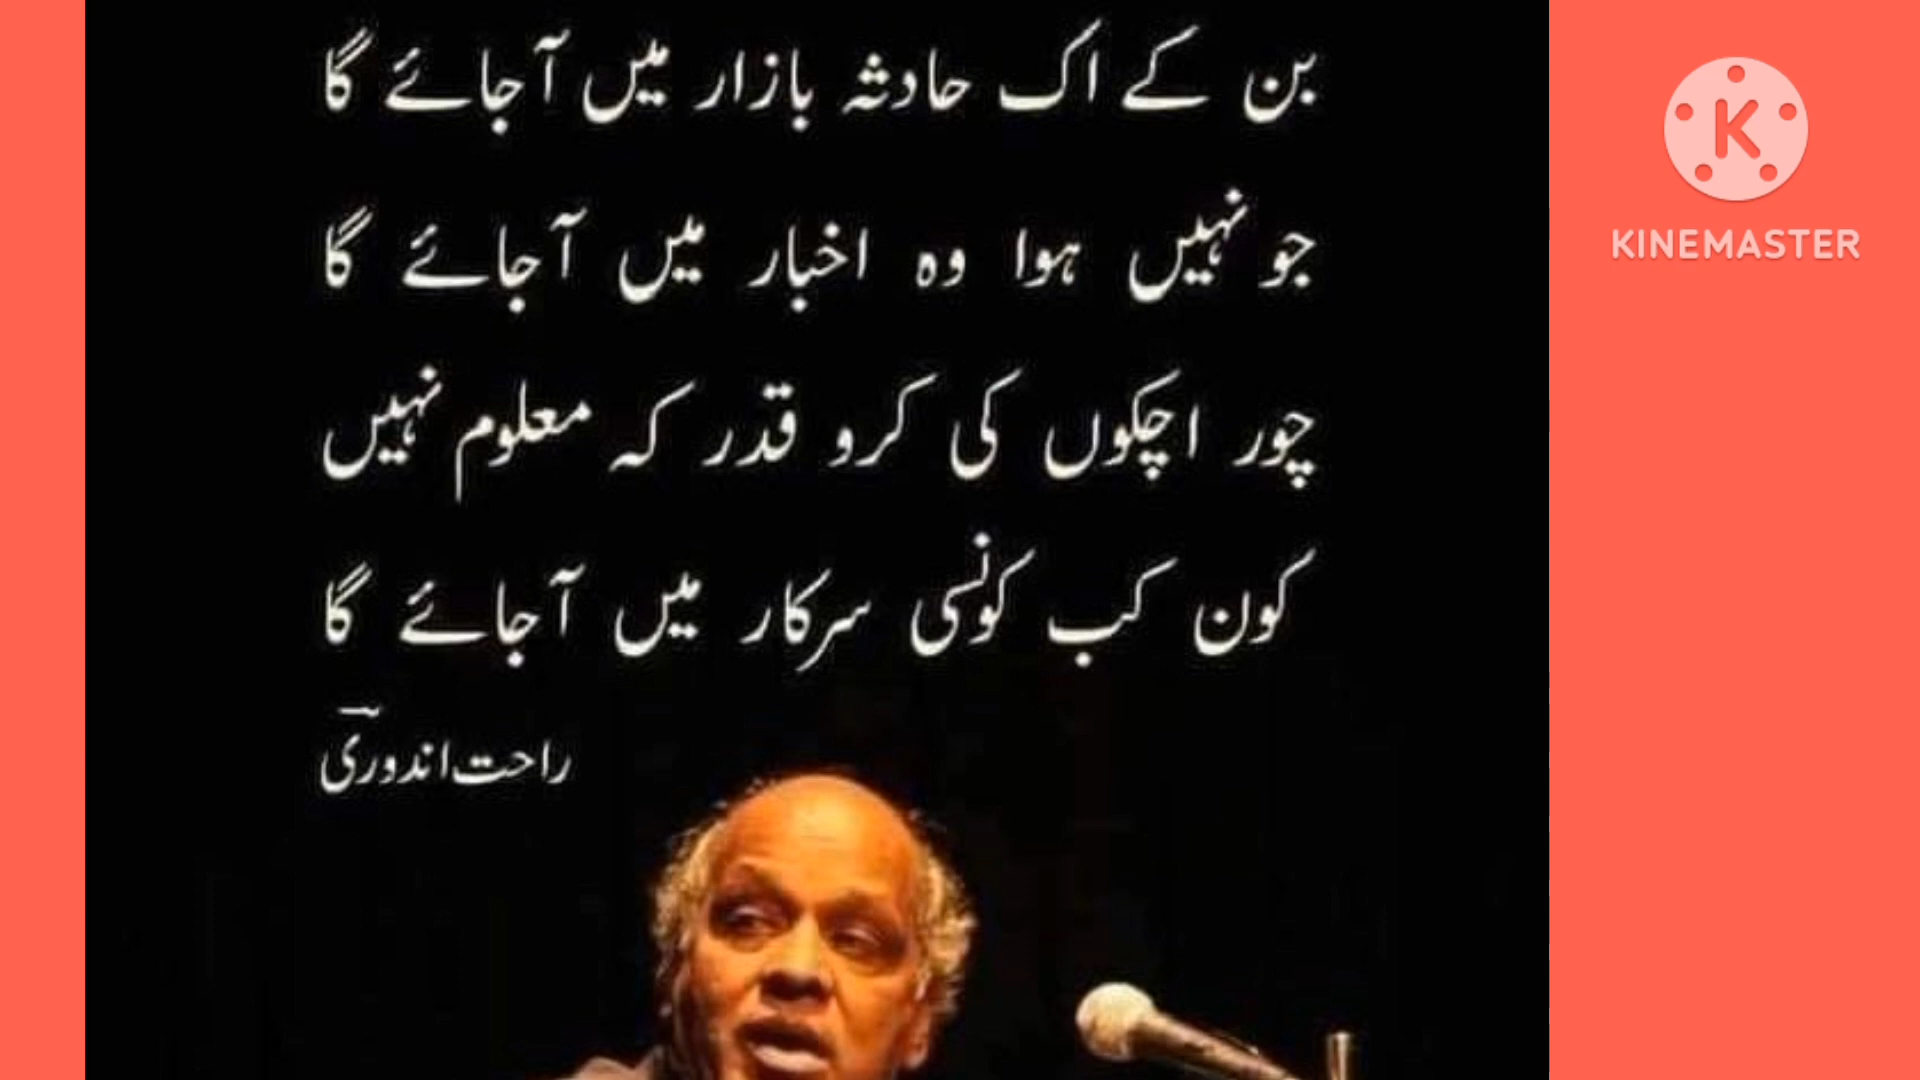 بن کے اک حادثہ بازار میں آجائے گا
جو نہیں ہوا وہ اخبار میں آجائے گا
چور اچکوں کی کرو قدر کہ معلوم نہیں
کون کب کونسی سرکار میں آجائے گا
راحت اندوریؔ
KINEMASTER